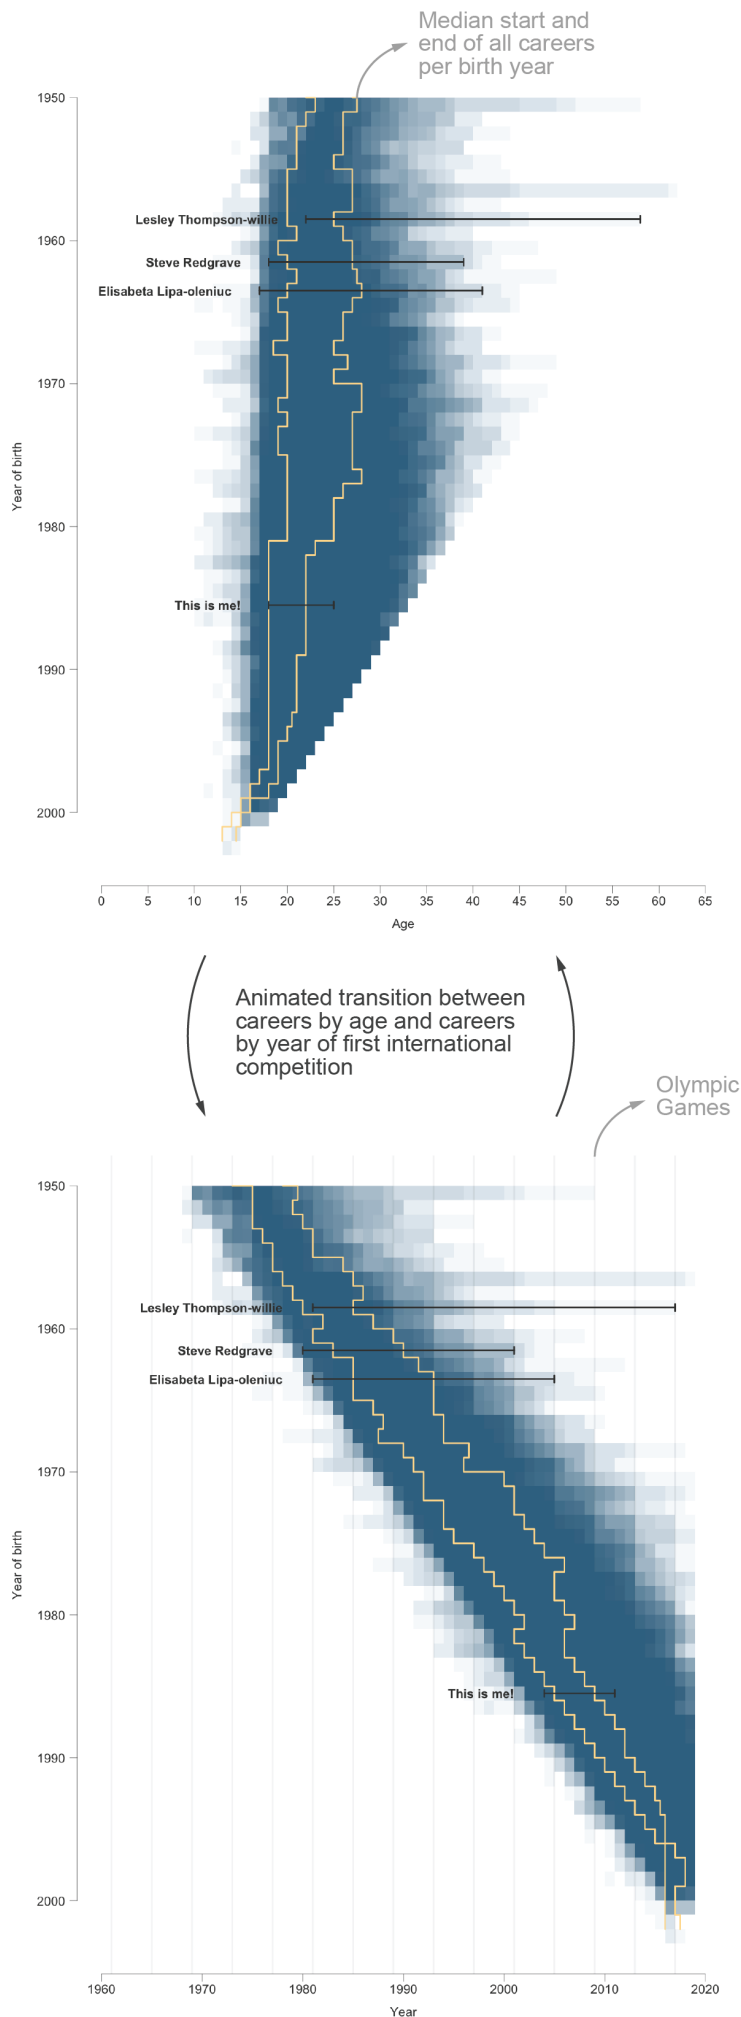 Median start and
end of all careers
per birth year
1950
Lesley Thompson-willie
1960
Steve Redgrave
Elisabeta Lipa-oleniuc
1970
Year of birth
1980
This is me!
1990
2000
0 5 10 15 20 25 30 35 40 45 50 55 60 65
Age
Animated transition between
careers by age and careers
by year of first international
competition
Olympic
Games
1950
Lesley Thompson-willie
1960
Steve Redgrave
Elisabeta Lipa-oleniuc
1970
Year of birth
1980
This is me!
1990
2000
1960 1970 1980 1990 2000 2010 2020
Year